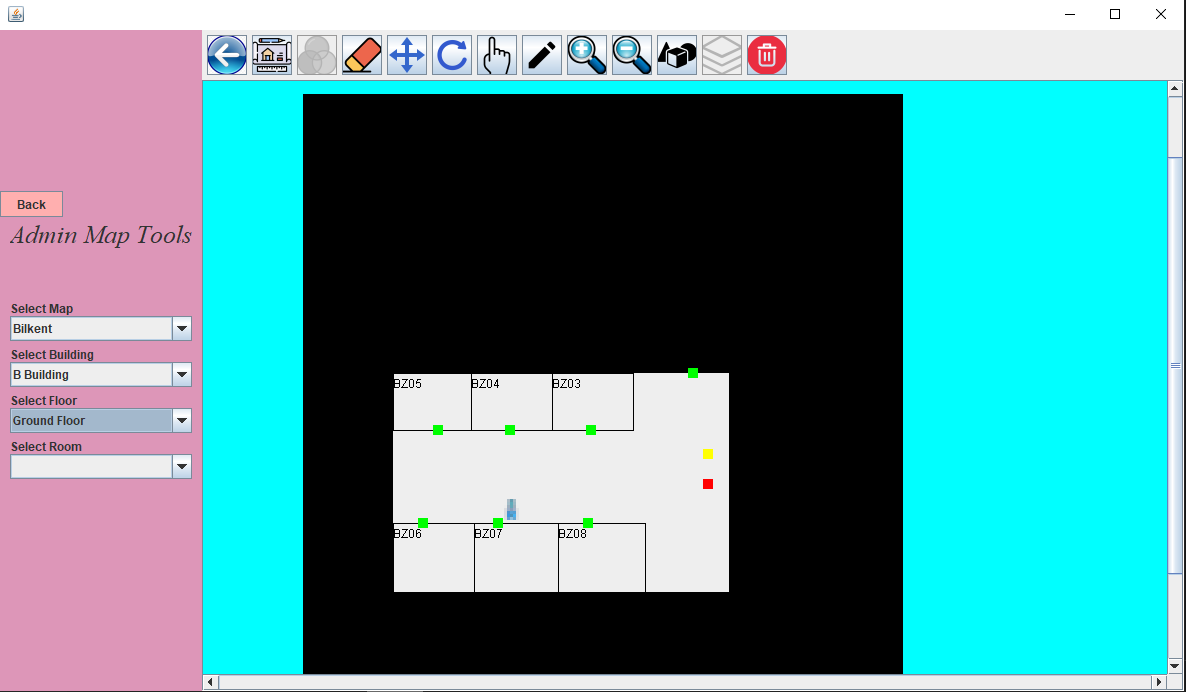 Back
Admin Map Tools
Select Map
Bilkent
Select Building
B Building
Select Floor
Ground Floor
Select Room
BZ05 BZ04 BZ03
BZ06 BZ07 BZ08